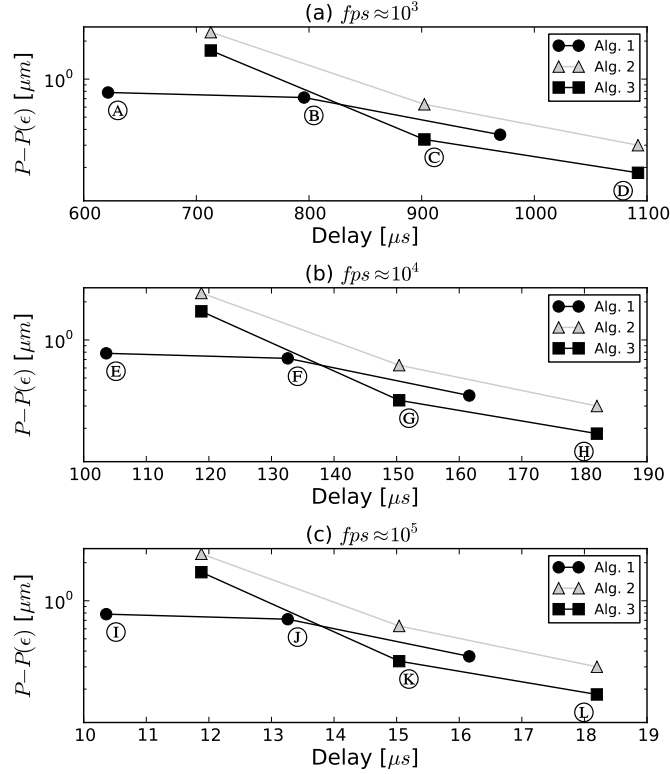 (a) fps≈10³
P−P(ϵ) [μm]
10⁰
Alg. 1
Alg. 2
Alg. 3
A
B
C
D
600 700 800 900 1000 1100
Delay [μs]
(b) fps≈10⁴
P−P(ϵ) [μm]
10⁰
Alg. 1
Alg. 2
Alg. 3
E
F
G
H
100 110 120 130 140 150 160 170 180 190
Delay [μs]
(c) fps≈10⁵
P−P(ϵ) [μm]
10⁰
Alg. 1
Alg. 2
Alg. 3
I
J
K
L
10 11 12 13 14 15 16 17 18 19
Delay [μs]